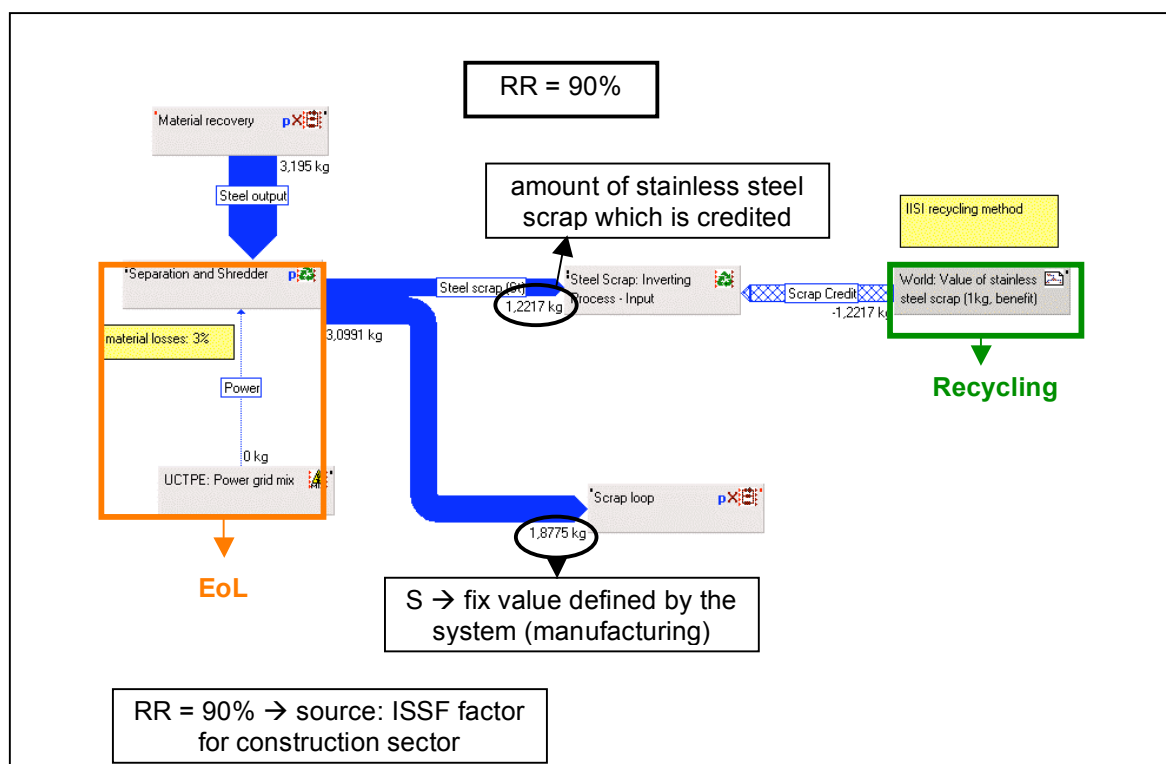 RR = 90%
Material recovery
3,195 kg
Steel output
amount of stainless steel
scrap which is credited
IISI recycling method
Separation and Shredder
Steel scrap (St)
1,2217 kg
Steel Scrap: Inverting
Process - Input
Scrap Credit
-1,2217 kg
World: Value of stainless
steel scrap (1kg, benefit)
material losses: 3%
3,0991 kg
Recycling
Power
0 kg
UCTPE: Power grid mix
Scrap loop
1,8775 kg
EoL
S → fix value defined by the
system (manufacturing)
RR = 90% → source: ISSF factor
for construction sector